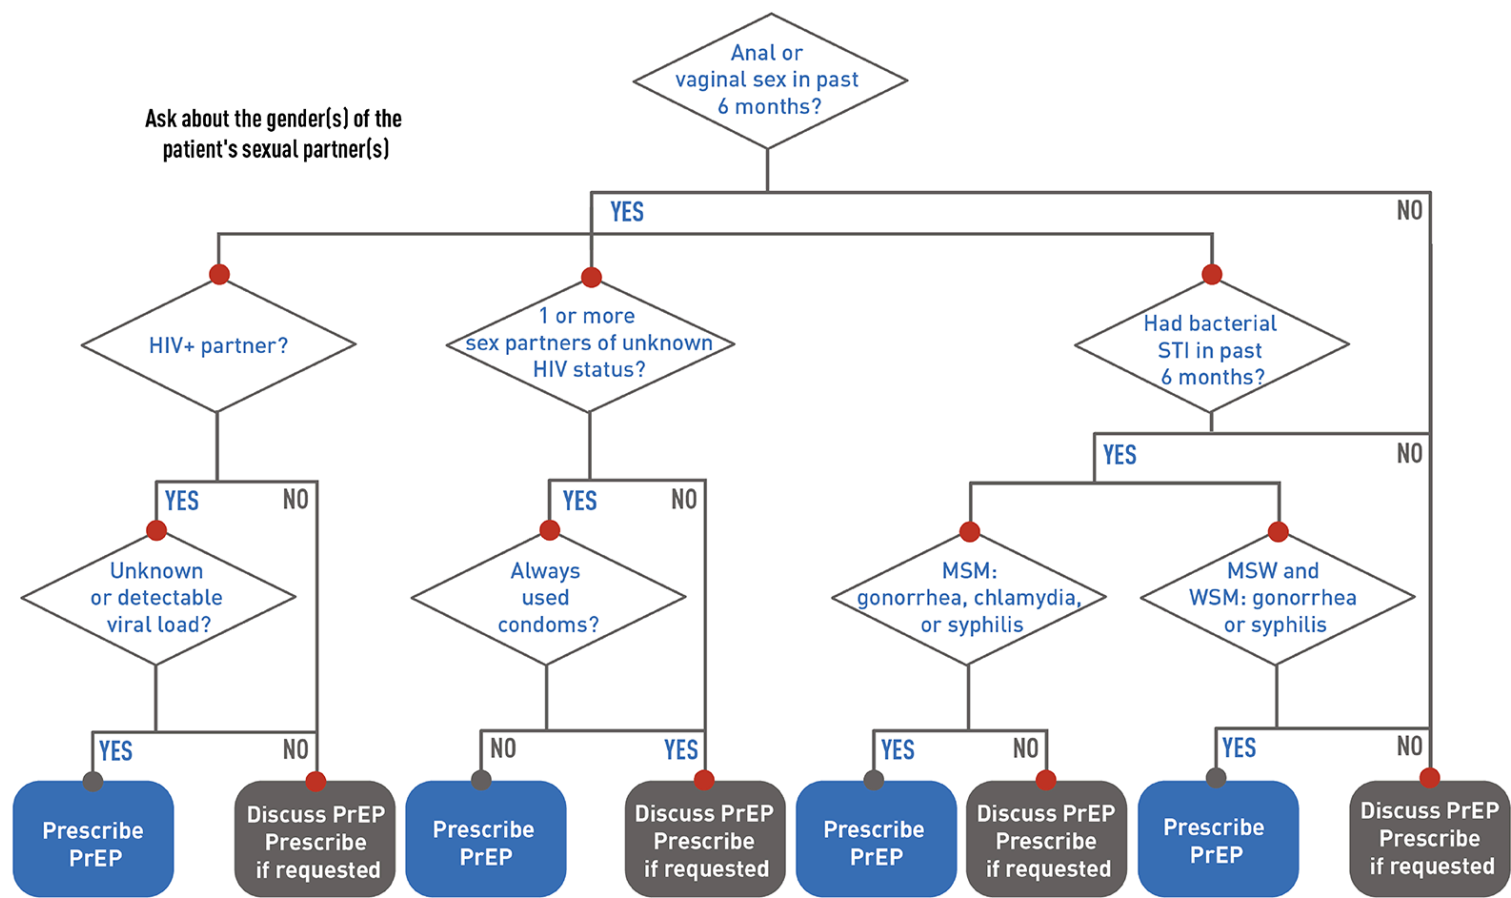 Anal or
vaginal sex in past
6 months?
Ask about the gender(s) of the
patient's sexual partner(s)
YES
NO
HIV+ partner?
1 or more
sex partners of unknown
HIV status?
Had bacterial
STI in past
6 months?
YES
NO
YES
NO
YES
NO
Unknown
or detectable
viral load?
Always
used
condoms?
MSM:
gonorrhea, chlamydia,
or syphilis
MSW and
WSM: gonorrhea
or syphilis
YES
NO
NO
YES
YES
NO
YES
NO
Prescribe
PrEP
Discuss PrEP
Prescribe
if requested
Prescribe
PrEP
Discuss PrEP
Prescribe
if requested
Prescribe
PrEP
Discuss PrEP
Prescribe
if requested
Prescribe
PrEP
Discuss PrEP
Prescribe
if requested